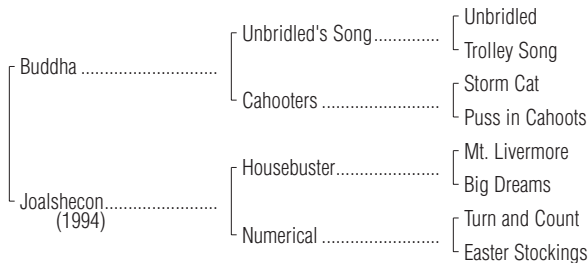 Unbridled
Unbridled's Song..............
Trolley Song
Buddha .............................
Storm Cat
Cahooters .........................
Puss in Cahoots
Mt. Livermore
Housebuster......................
Big Dreams
Joalshecon........................
(1994)
Turn and Count
Numerical .........................
Easter Stockings